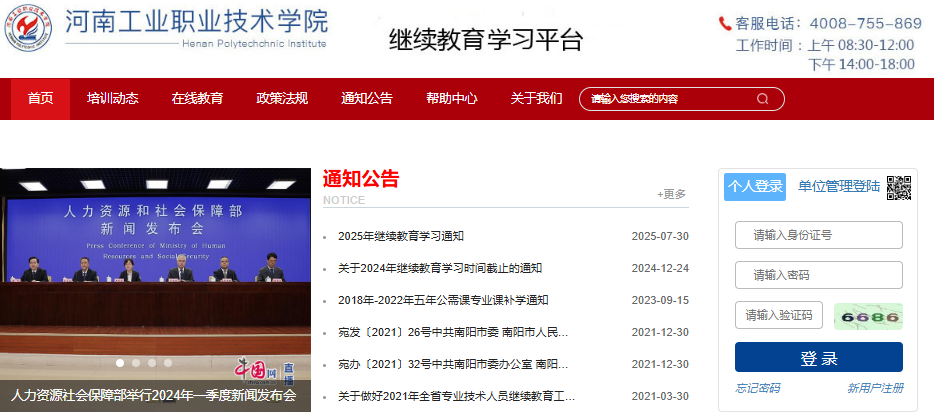 河南工业职业技术学院
Henan Polytechchnic Institute
继续教育学习平台
客服电话：4008-755-869
工作时间：上午 08:30-12:00
下午 14:00-18:00
首页 培训动态 在线教育 政策法规 通知公告 帮助中心 关于我们 请输入您搜索的内容
人力资源和社会保障部
新闻发布会
Press Conference of Ministry of Human
Resources and Social Security
中国网
直播
人力资源社会保障部举行2024年一季度新闻发布会
通知公告
NOTICE
+更多
2025年继续教育学习通知 2025-07-30
关于2024年继续教育学习时间截止的通知 2024-12-24
2018年-2022年五年公需课专业课补学通知 2023-09-15
宛发〔2021〕26号中共南阳市委 南阳市人民... 2021-12-30
宛办〔2021〕32号中共南阳市委办公室 南阳... 2021-12-30
关于做好2021年全省专业技术人员继续教育工... 2021-03-30
个人登录 单位管理登陆
请输入身份证号
请输入密码
请输入验证码 6686
登 录
忘记密码 新用户注册